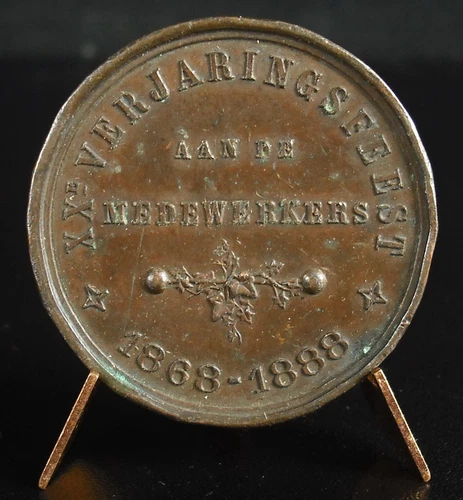 XXE VERJARINGSFEEST
AAN DE
MEDEWERKERS
1868-1888